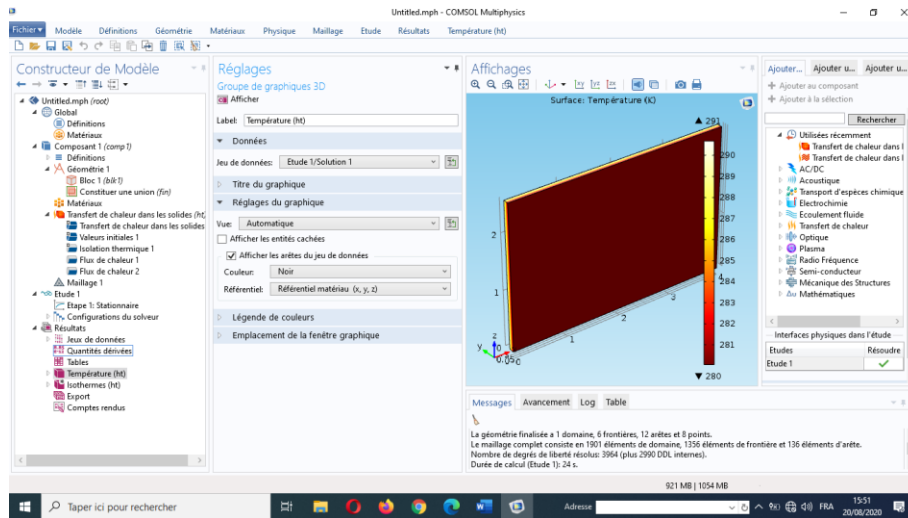 Untitled.mph - COMSOL Multiphysics
Fichier Modèle Définitions Géométrie Matériaux Physique Maillage Etude Résultats Température (ht)
Constructeur de Modèle
Untitled.mph (root)
Global
Définitions
Matériaux
Composant 1 (comp1)
Définitions
Géométrie 1
Bloc 1 (blk1)
Constituer une union (fin)
Matériaux
Transfert de chaleur dans les solides (ht)
Transfert de chaleur dans les solides
Valeurs initiales 1
Isolation thermique 1
Flux de chaleur 1
Flux de chaleur 2
Maillage 1
Etude 1
Etape 1: Stationnaire
Configurations du solveur
Résultats
Jeux de données
Quantités dérivées
Tables
Température (ht)
Isothermes (ht)
Export
Comptes rendus
Réglages
Groupe de graphiques 3D
Afficher
Label: Température (ht)
Données
Jeu de données: Etude 1/Solution 1
Titre du graphique
Réglages du graphique
Vue: Automatique
Afficher les entités cachées
Afficher les arêtes du jeu de données
Couleur: Noir
Référentiel: Référentiel matériau (x, y, z)
Légende de couleurs
Emplacement de la fenêtre graphique
Affichages
Surface: Température (K)
▲ 291
290
289
288
287
286
285
284
283
282
281
▼ 280
2
1
0
0.05
0
1
2
3
4
z
y
x
Messages Avancement Log Table
La géométrie finalisée a 1 domaine, 6 frontières, 12 arêtes et 8 points.
Le maillage complet consiste en 1901 éléments de domaine, 1356 éléments de frontière et 136 éléments d'arête.
Nombre de degrés de liberté résolus: 3964 (plus 2990 DDL internes).
Durée de calcul (Etude 1): 24 s.
Ajouter... Ajouter u... Ajouter u...
Ajouter au composant
Ajouter à la sélection
Rechercher
Utilisées récemment
Transfert de chaleur dans l
Transfert de chaleur dans l
AC/DC
Acoustique
Transport d'espèces chimique
Electrochimie
Ecoulement fluide
Transfert de chaleur
Optique
Plasma
Radio Fréquence
Semi-conducteur
Mécanique des Structures
Mathématiques
Interfaces physiques dans l'étude
Etudes Résoudre
Etude 1
921 MB | 1054 MB
Taper ici pour rechercher
Adresse
FRA
15:51
20/08/2020